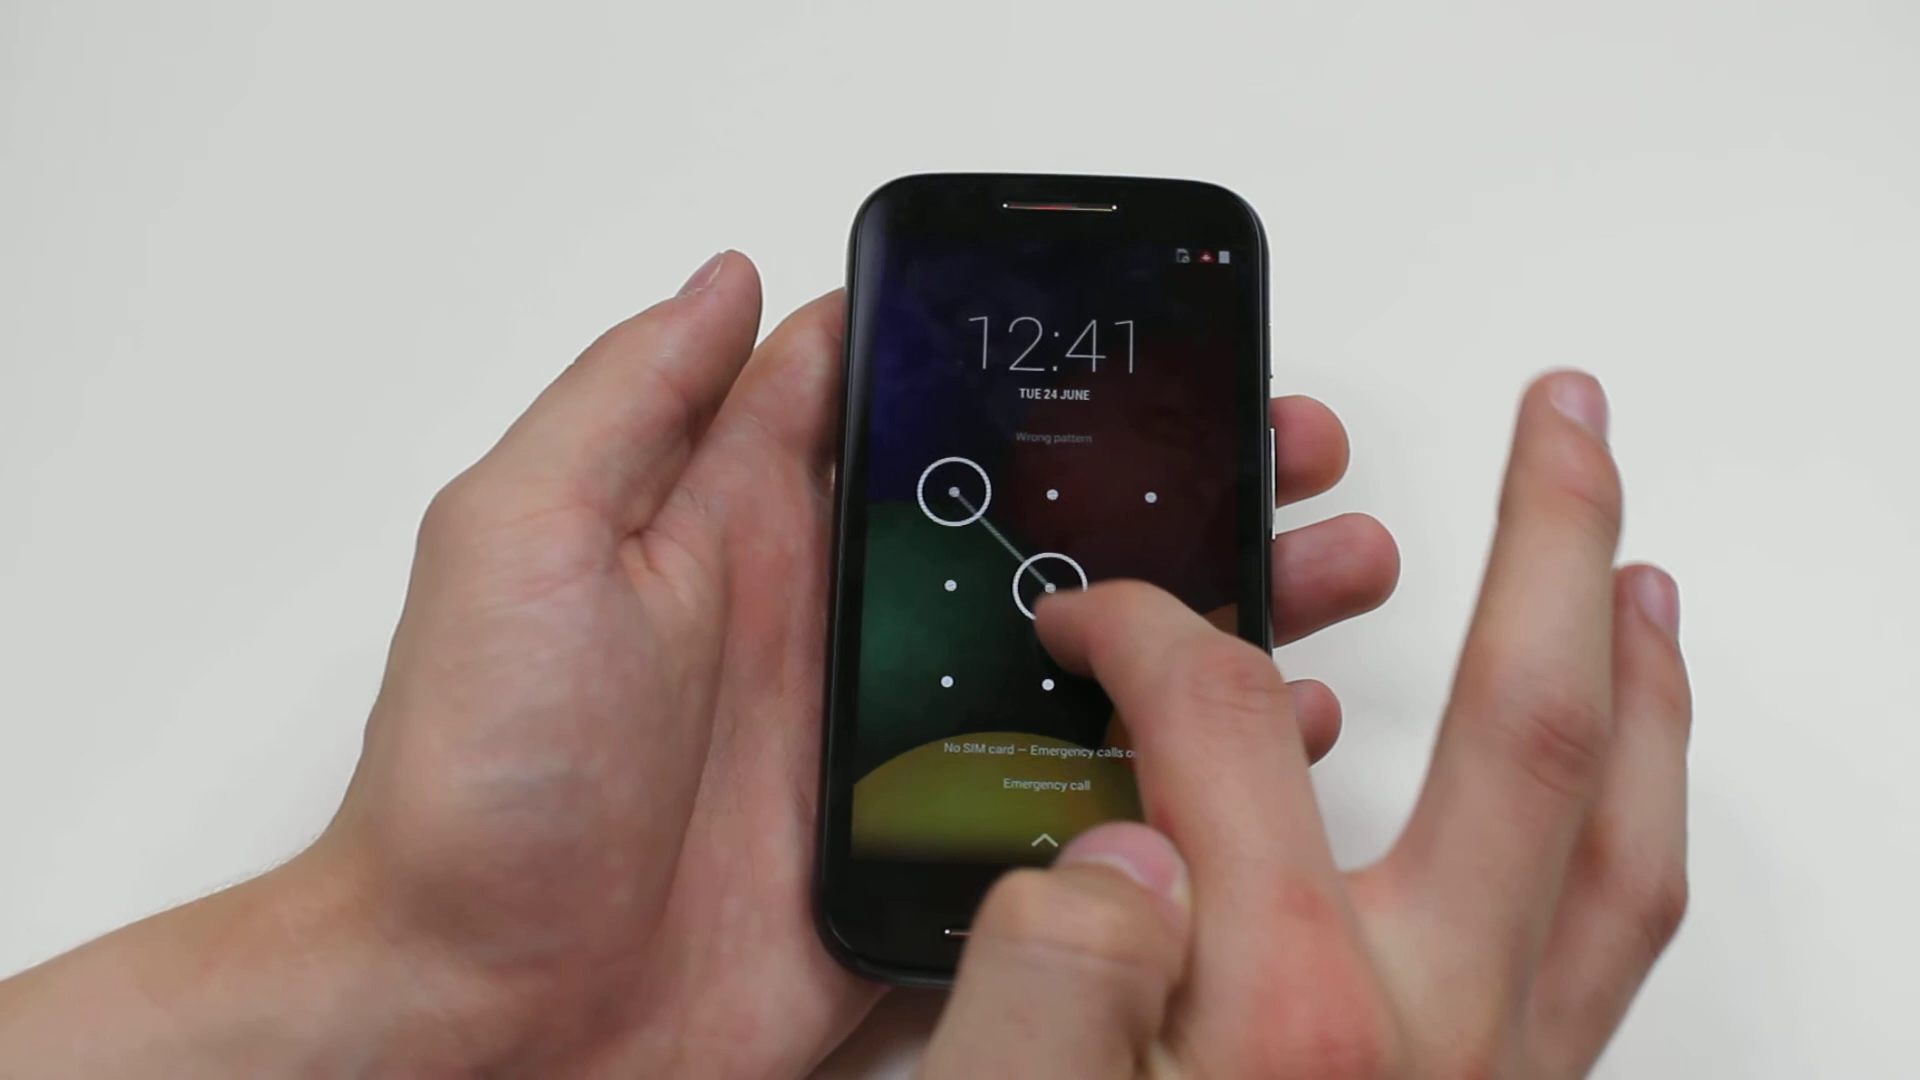 12:41
TUE 24 JUNE
Wrong pattern
No SIM card — Emergency calls
Emergency call